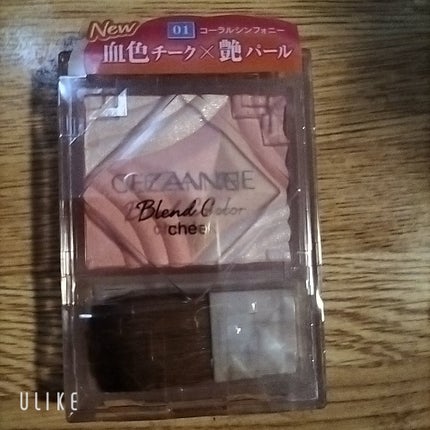 New
01 コーラルシンフォニー
血色チーク×艶パール
CEZANNE
Blend Color
cheek
ULIKE